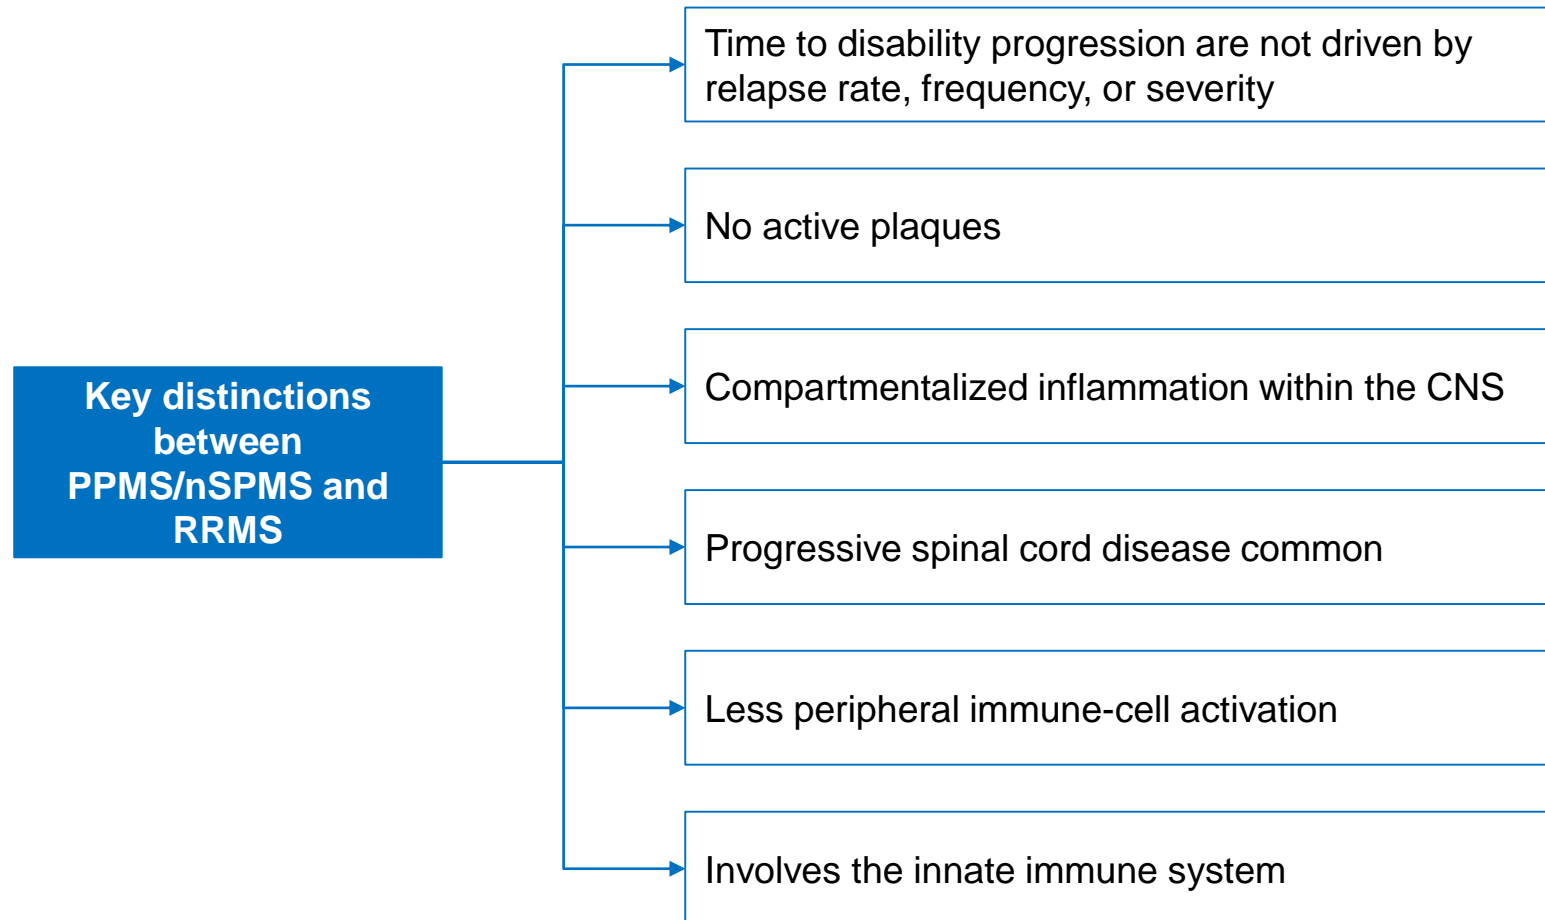 Time to disability progression are not driven by
relapse rate, frequency, or severity
No active plaques
Compartmentalized inflammation within the CNS
Key distinctions
between
PPMS/nSPMS and
RRMS
Progressive spinal cord disease common
Less peripheral immune-cell activation
Involves the innate immune system